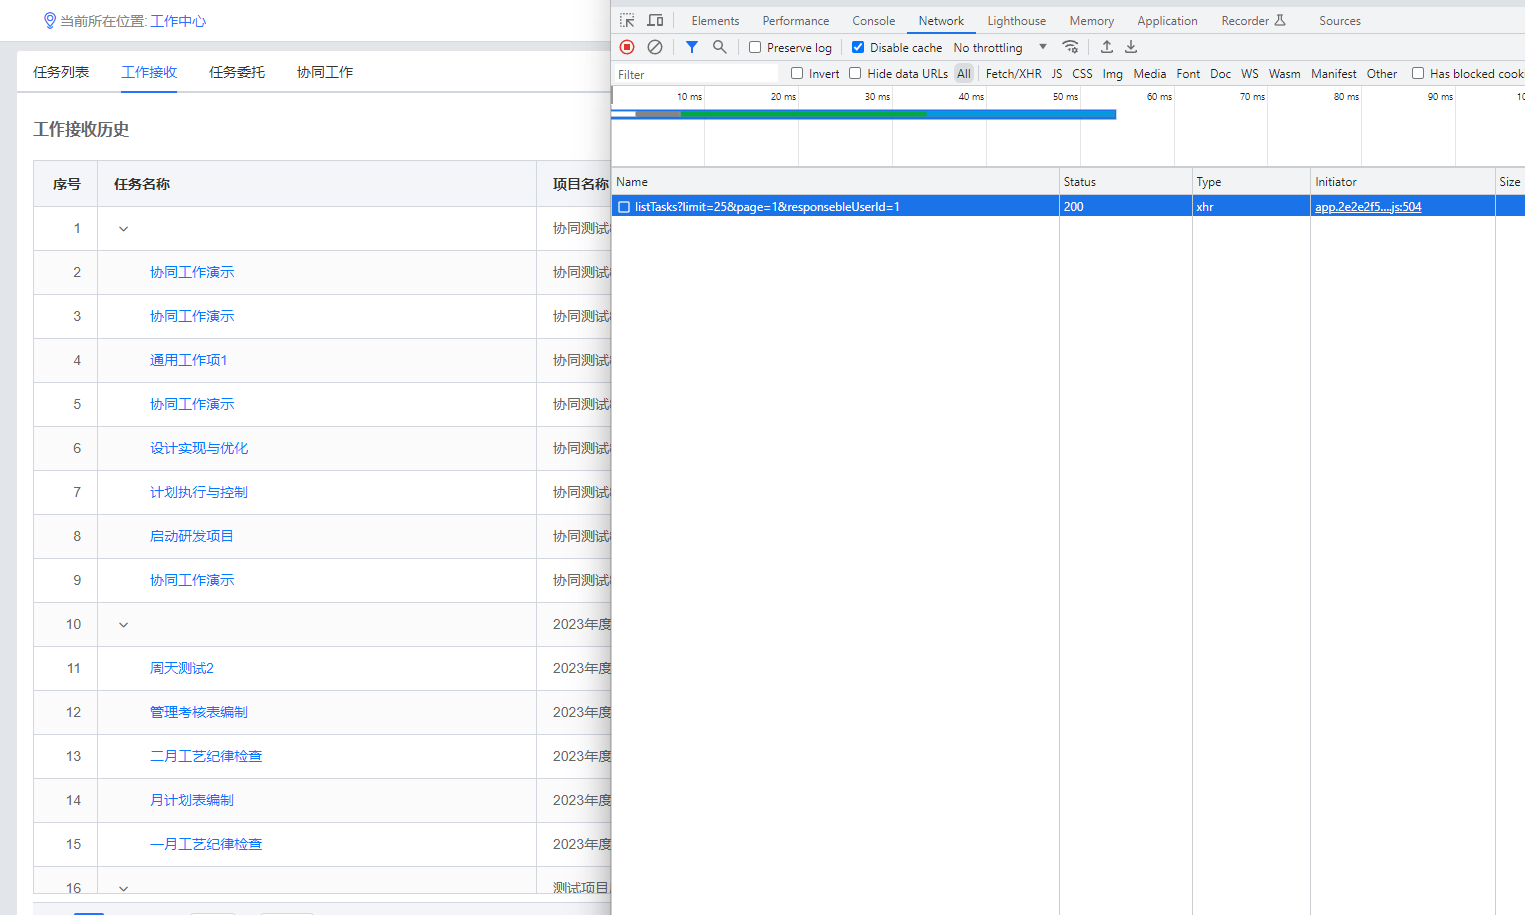 当前所在位置: 工作中心
任务列表 工作接收 任务委托 协同工作
工作接收历史
序号 任务名称 项目名称
1 协同测试
2 协同工作演示 协同测试
3 协同工作演示 协同测试
4 通用工作项1 协同测试
5 协同工作演示 协同测试
6 设计实现与优化 协同测试
7 计划执行与控制 协同测试
8 启动研发项目 协同测试
9 协同工作演示 协同测试
10 2023年度
11 周天测试2 2023年度
12 管理考核表编制 2023年度
13 二月工艺纪律检查 2023年度
14 月计划表编制 2023年度
15 一月工艺纪律检查 2023年度
16 测试项目
Elements Performance Console Network Lighthouse Memory Application Recorder Sources
Preserve log Disable cache No throttling
Filter Invert Hide data URLs All Fetch/XHR JS CSS Img Media Font Doc WS Wasm Manifest Other Has blocked cook
10 ms 20 ms 30 ms 40 ms 50 ms 60 ms 70 ms 80 ms 90 ms 10
Name Status Type Initiator Size
listTasks?limit=25&page=1&responsebleUserId=1 200 xhr app.2e2e2f5....js:504